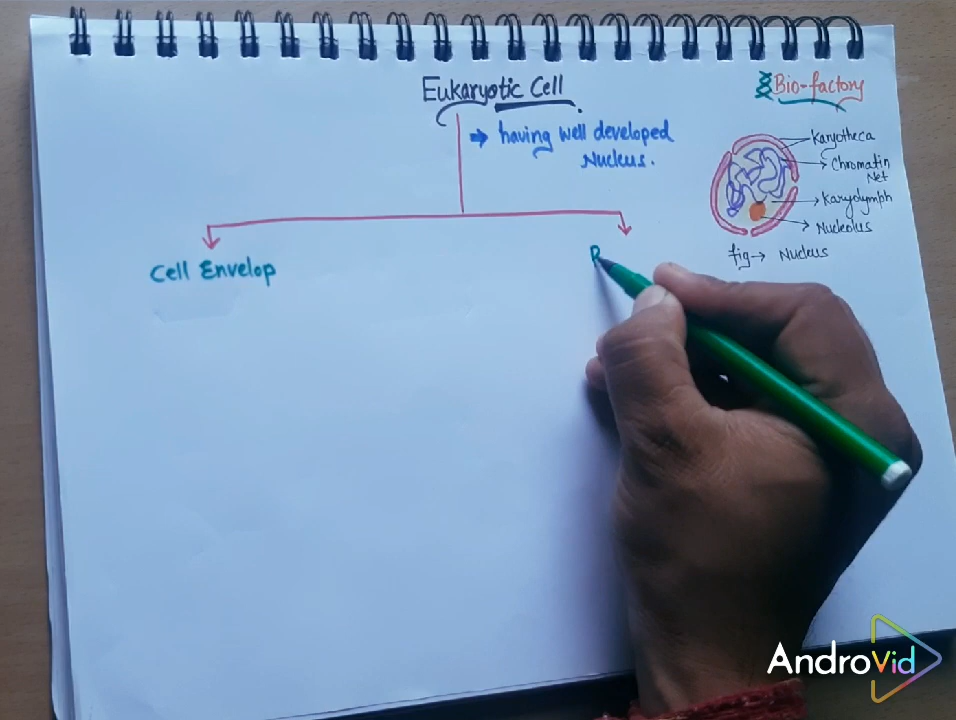 Eukaryotic Cell
Bio-factory
→ having well developed
Nucleus.
Karyotheca
Chromatin
Net
Karyolymph
Nucleolus
fig→ Nucleus
Cell Envelop
AndroVid